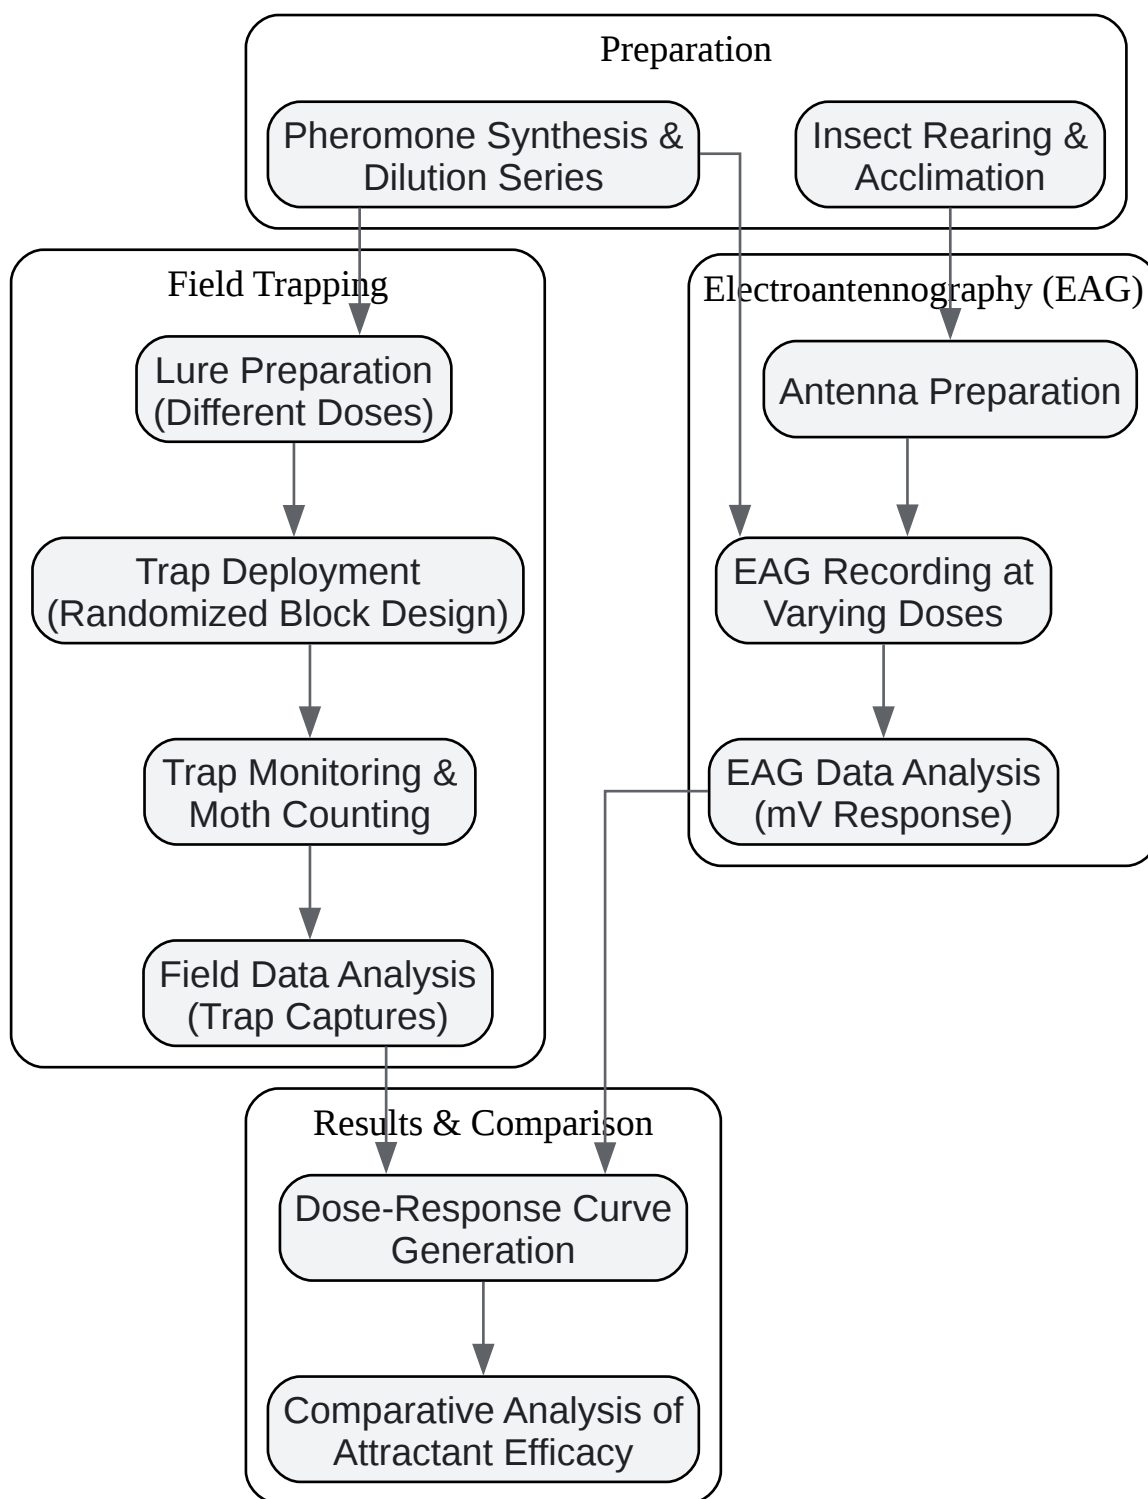 Preparation
Pheromone Synthesis &
Dilution Series
Insect Rearing &
Acclimation
Field Trapping
Lure Preparation
(Different Doses)
Trap Deployment
(Randomized Block Design)
Trap Monitoring &
Moth Counting
Field Data Analysis
(Trap Captures)
Electroantennography (EAG)
Antenna Preparation
EAG Recording at
Varying Doses
EAG Data Analysis
(mV Response)
Results & Comparison
Dose-Response Curve
Generation
Comparative Analysis of
Attractant Efficacy